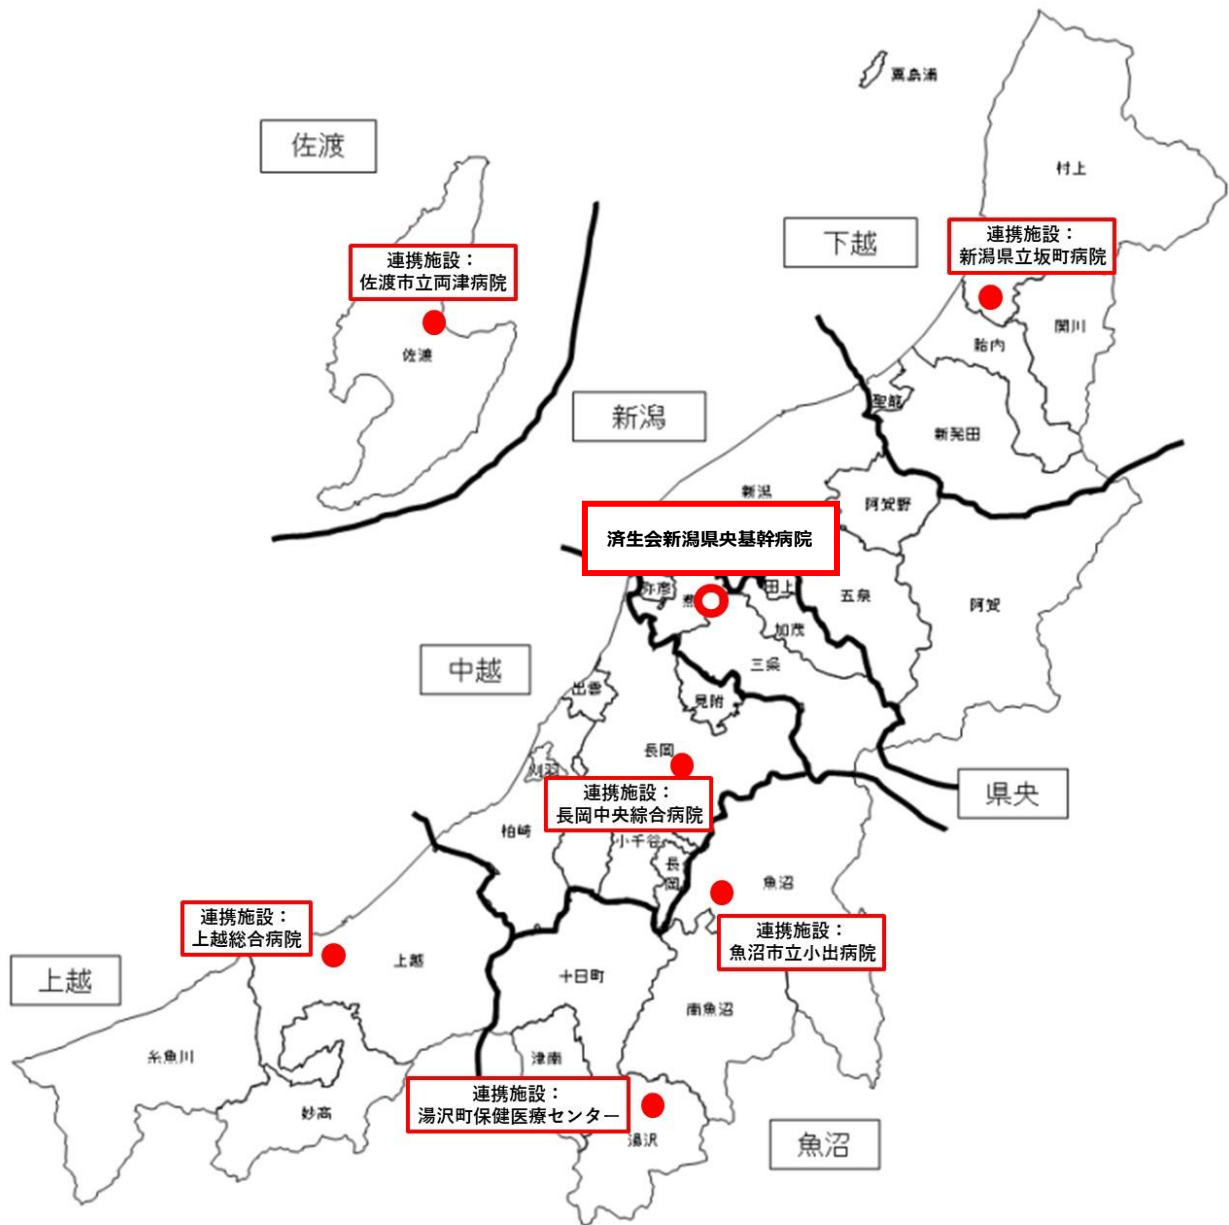 粟島浦
佐渡
村上
下越
連携施設：
新潟県立坂町病院
連携施設：
佐渡市立両津病院
関川
胎内
佐渡
聖籠
新潟
新発田
新潟
阿賀野
済生会新潟県央基幹病院
弥彦
燕
田上
五泉
阿賀
加茂
三条
中越
出雲
見附
長岡
刈羽
県央
連携施設：
長岡中央綜合病院
柏崎
小千谷
長
岡
魚沼
連携施設：
上越総合病院
連携施設：
魚沼市立小出病院
上越
十日町
上越
南魚沼
糸魚川
津南
連携施設：
湯沢町保健医療センター
妙高
湯沢
魚沼